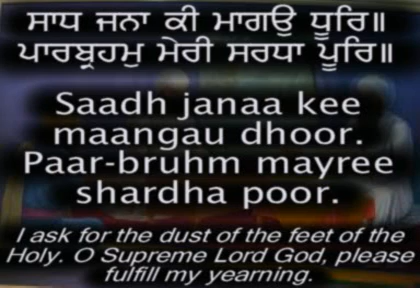 ਸਾਧ ਜਨਾ ਕੀ ਮਾਗਉ ਧੂਰਿ॥
ਪਾਰਬ੍ਰਹਮੁ ਮੇਰੀ ਸਰਧਾ ਪੂਰਿ॥
Saadh janaa kee
maangau dhoor.
Paar-bruhm mayree
shardha poor.
I ask for the dust of the feet of the
Holy. O Supreme Lord God, please
fulfill my yearning.